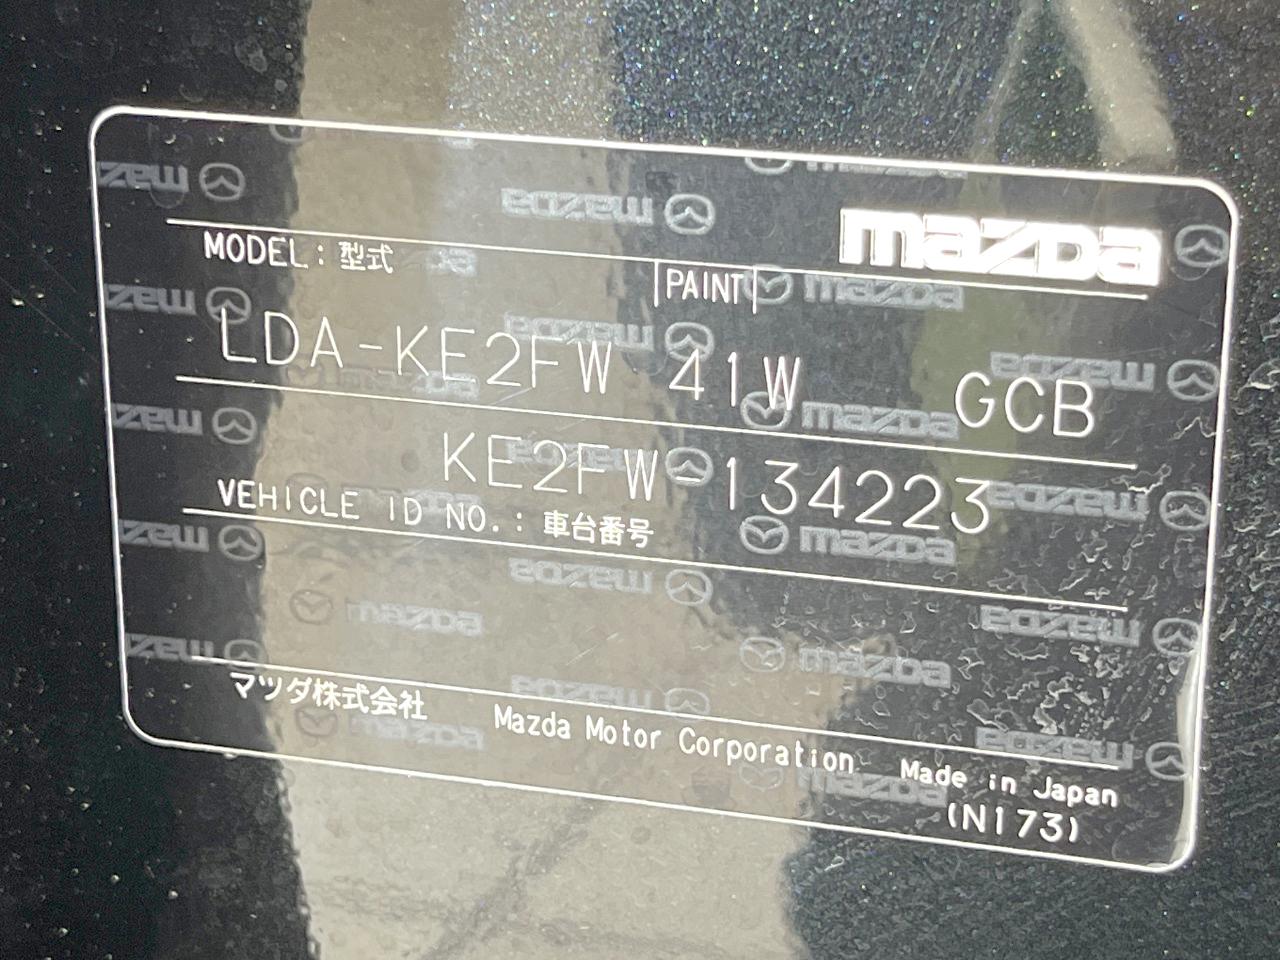 mazda
MODEL: 型式 PAINT
LDA-KE2FW 41W GCB
KE2FW-134223
VEHICLE ID NO.: 車台番号
マツダ株式会社 Mazda Motor Corporation Made in Japan
(N173)